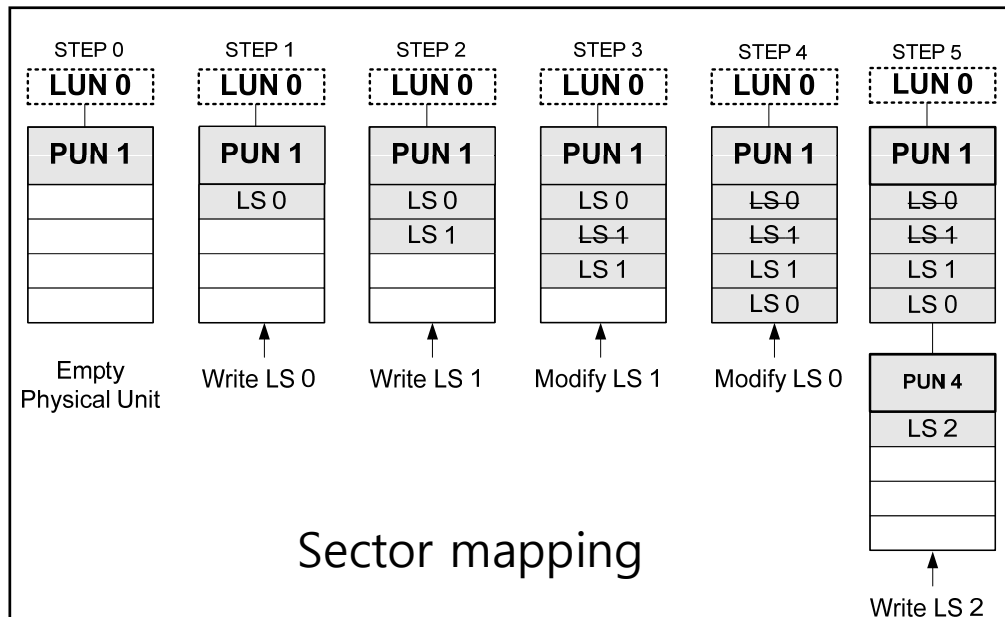 STEP 0
LUN 0
PUN 1
Empty
Physical Unit
STEP 1
LUN 0
PUN 1
LS 0
Write LS 0
STEP 2
LUN 0
PUN 1
LS 0
LS 1
Write LS 1
STEP 3
LUN 0
PUN 1
LS 0
LS 1
LS 1
Modify LS 1
STEP 4
LUN 0
PUN 1
LS 0
LS 1
LS 1
LS 0
Modify LS 0
STEP 5
LUN 0
PUN 1
LS 0
LS 1
LS 1
LS 0
PUN 4
LS 2
Write LS 2
Sector mapping